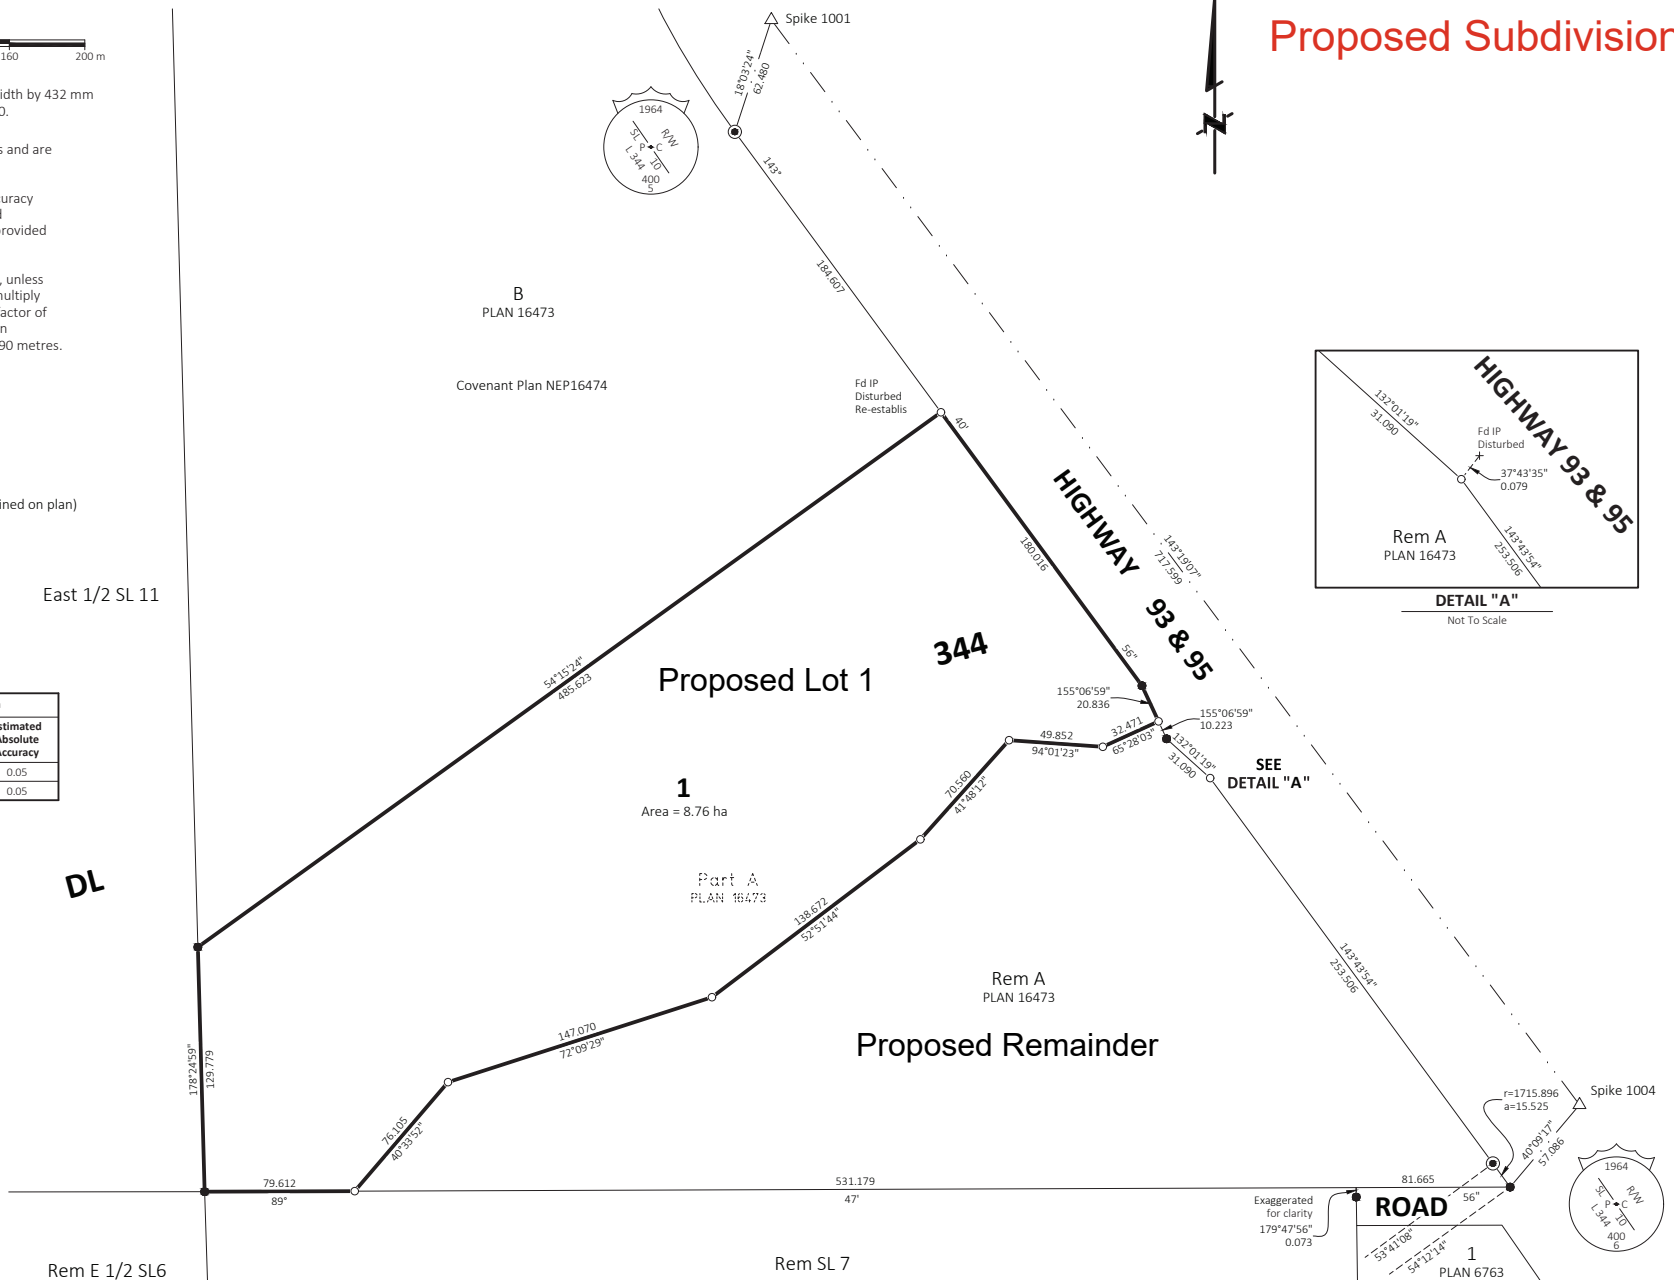 Proposed Subdivision
160
200 m
idth by 432 mm
0.
s and are
uracy
d
rovided
, unless
nultiply
actor of
n
90 metres.
ined on plan)
Spike 1001
18°03'24"
62.480
1964
SL
R/W
P
C
L 344
10
400
5
143°
184.607
B
PLAN 16473
Covenant Plan NEP16474
Fd IP
Disturbed
Re-establis
40'
HIGHWAY 93 & 95
143°19'07"
717.599
180.016
56"
132°01'19"
31.090
Fd IP
Disturbed
37°43'35"
0.079
HIGHWAY 93 & 95
Rem A
PLAN 16473
143°43'54"
253.506
DETAIL "A"
Not To Scale
East 1/2 SL 11
54°15'24"
485.623
Proposed Lot 1
344
155°06'59"
20.836
155°06'59"
10.223
132°01'19"
31.090
SEE
DETAIL "A"
32.471
65°28'03"
49.852
94°01'23"
70.560
41°48'12"
stimated
Absolute
Accuracy
0.05
0.05
1
Area = 8.76 ha
DL
Part A
PLAN 16473
138.672
52°51'44"
Rem A
PLAN 16473
Proposed Remainder
143°43'54"
253.506
147.070
72°09'29"
178°24'59"
129.779
76.105
40°33'52"
r=1715.896
a=15.525
Spike 1004
40°09'17"
57.086
79.612
89°
531.179
47'
81.665
56"
Exaggerated
for clarity
179°47'56"
0.073
ROAD
53°41'08"
54°12'14"
1
PLAN 6763
1964
SL
R/W
P
C
L 344
10
400
6
Rem E 1/2 SL6
Rem SL 7